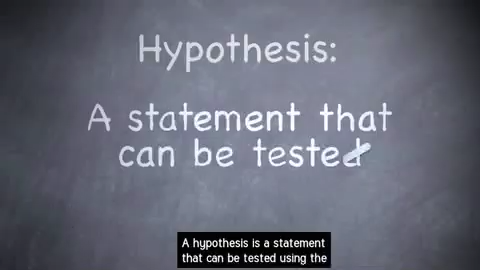 Hypothesis:
A statement that
can be tested
A hypothesis is a statement
that can be tested using the